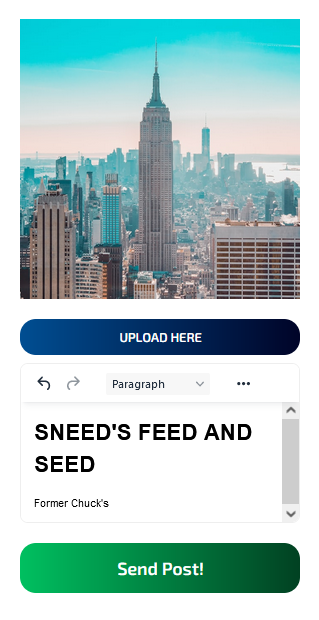 UPLOAD HERE
Paragraph
SNEED'S FEED AND
SEED
Former Chuck's
Send Post!